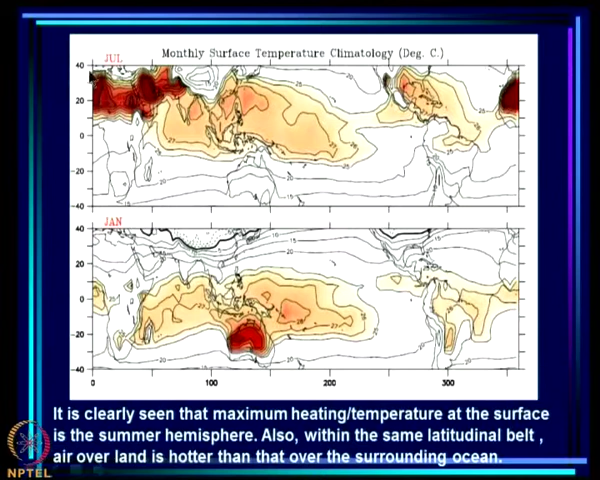 Monthly Surface Temperature Climatology (Deg. C.)
JUL
40
20
0
-20
-40
JAN
40
20
0
-20
-40
0 100 200 300
It is clearly seen that maximum heating/temperature at the surface
is the summer hemisphere. Also, within the same latitudinal belt ,
air over land is hotter than that over the surrounding ocean.
NPTEL